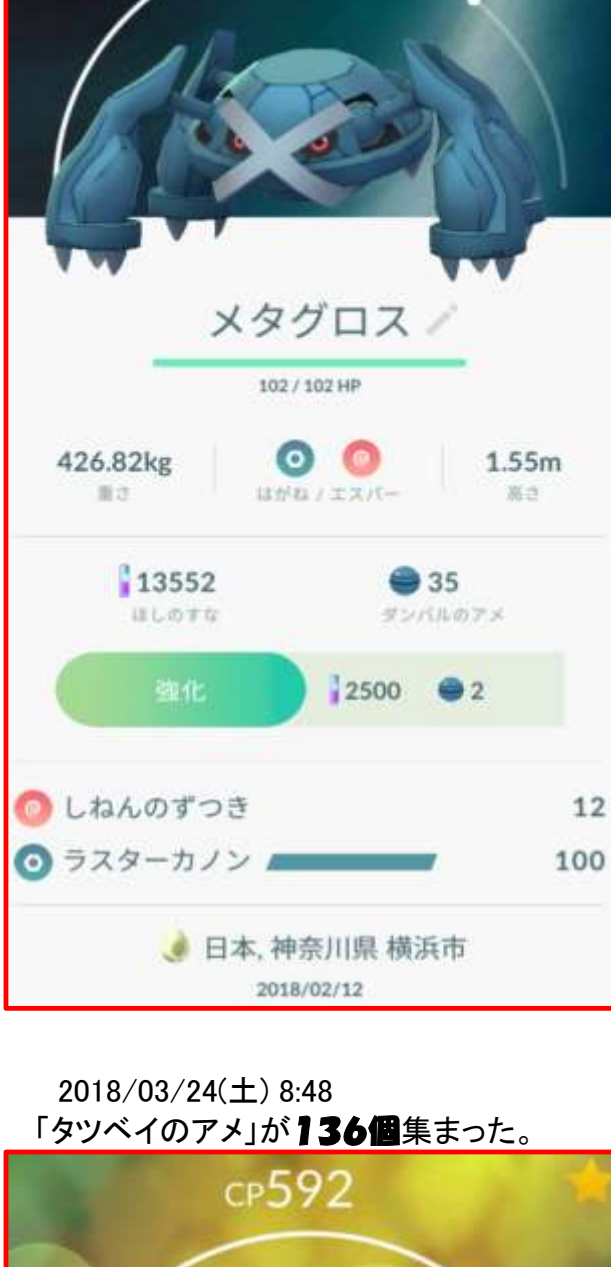 メタグロス
102 / 102 HP
426.82kg 1.55m
重さ はがね / エスパー 高さ
13552 35
ほしのすな ダンバルのアメ
強化 2500 2
しねんのずつき 12
ラスターカノン 100
日本, 神奈川県 横浜市
2018/02/12
2018/03/24(土) 8:48
「タツベイのアメ」が136個集まった。
CP592